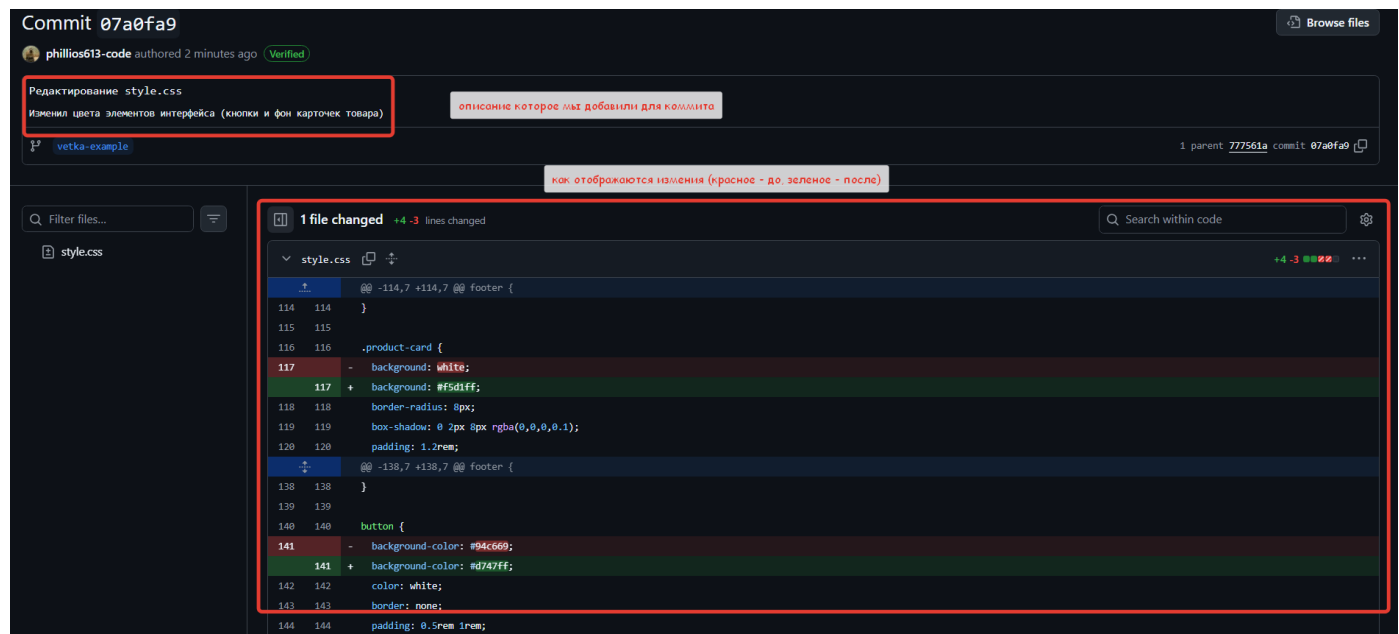 Commit 07a0fa9
Browse files
phillios613-code authored 2 minutes ago Verified
Редактирование style.css
Изменил цвета элементов интерфейса (кнопки и фон карточек товара)
описание которое мы добавили для коммита
vetka-example
1 parent 777561a commit 07a0fa9
как отображаются измения (красное - до, зеленое - после)
Filter files...
style.css
1 file changed +4 -3 lines changed
Search within code
style.css
+4 -3
@@ -114,7 +114,7 @@ footer {
114 114 }
115 115
116 116 .product-card {
117 - background: white;
117 + background: #f5d1ff;
118 118 border-radius: 8px;
119 119 box-shadow: 0 2px 8px rgba(0,0,0,0.1);
120 120 padding: 1.2rem;
@@ -138,7 +138,7 @@ footer {
138 138 }
139 139
140 140 button {
141 - background-color: #94c669;
141 + background-color: #d747ff;
142 142 color: white;
143 143 border: none;
144 144 padding: 0.5rem 1rem;